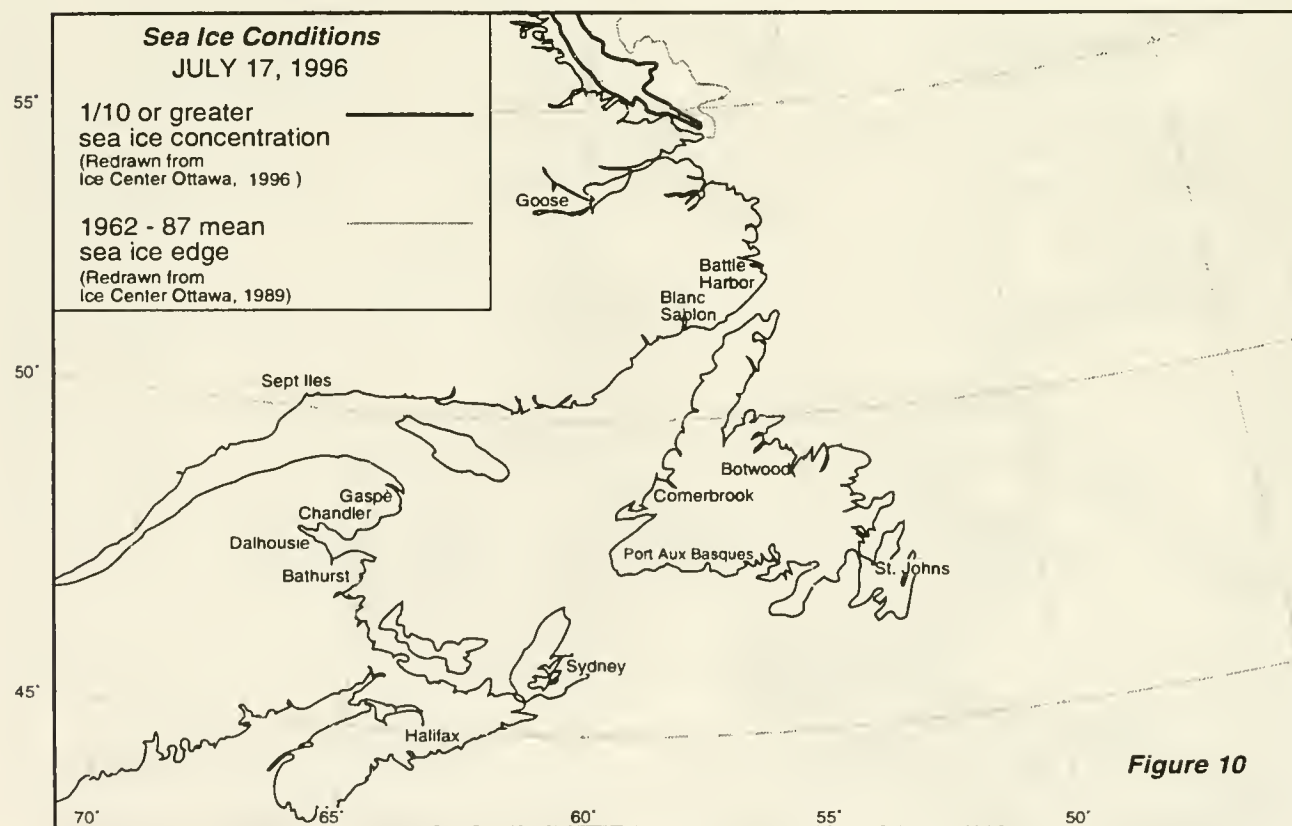 Sea Ice Conditions
JULY 17, 1996
1/10 or greater
sea ice concentration
(Redrawn from
Ice Center Ottawa, 1996 )
1962 - 87 mean
sea ice edge
(Redrawn from
Ice Center Ottawa, 1989)
55°
Goose
Battle
Harbor
Blanc
Sablon
50°
Sept Iles
Botwood
Cornerbrook
Gaspè
Chandler
Dalhousie
Port Aux Basques
Bathurst
St. Johns
Sydney
45°
Halifax
Figure 10
70°
65°
60°
55°
50°